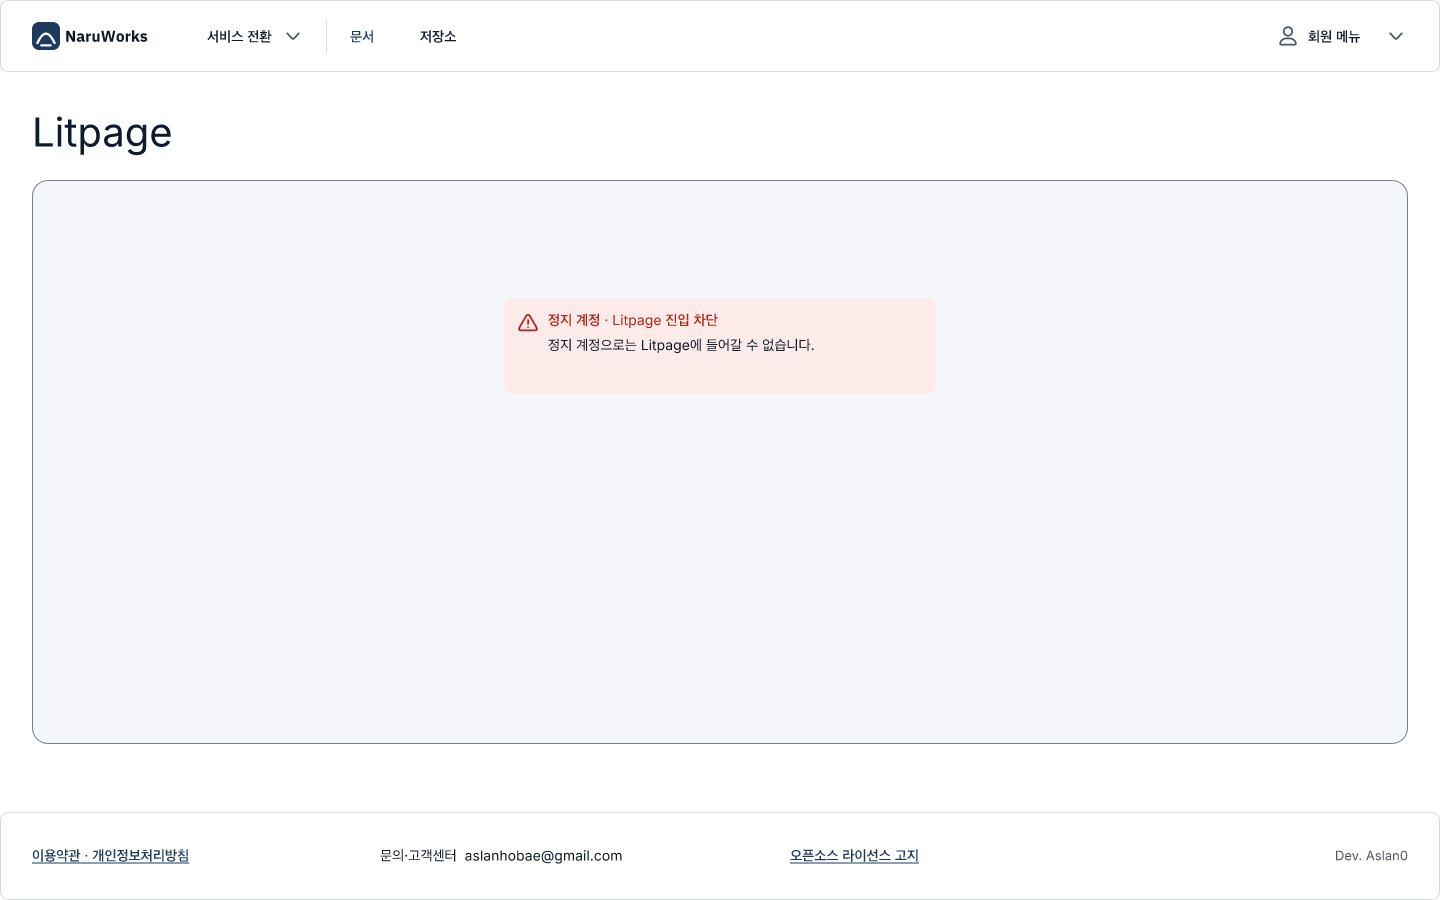 NaruWorks
서비스 전환
문서
저장소
회원 메뉴
Litpage
정지 계정 · Litpage 진입 차단
정지 계정으로는 Litpage에 들어갈 수 없습니다.
이용약관 · 개인정보처리방침
문의·고객센터 aslanhobae@gmail.com
오픈소스 라이선스 고지
Dev. Aslan0